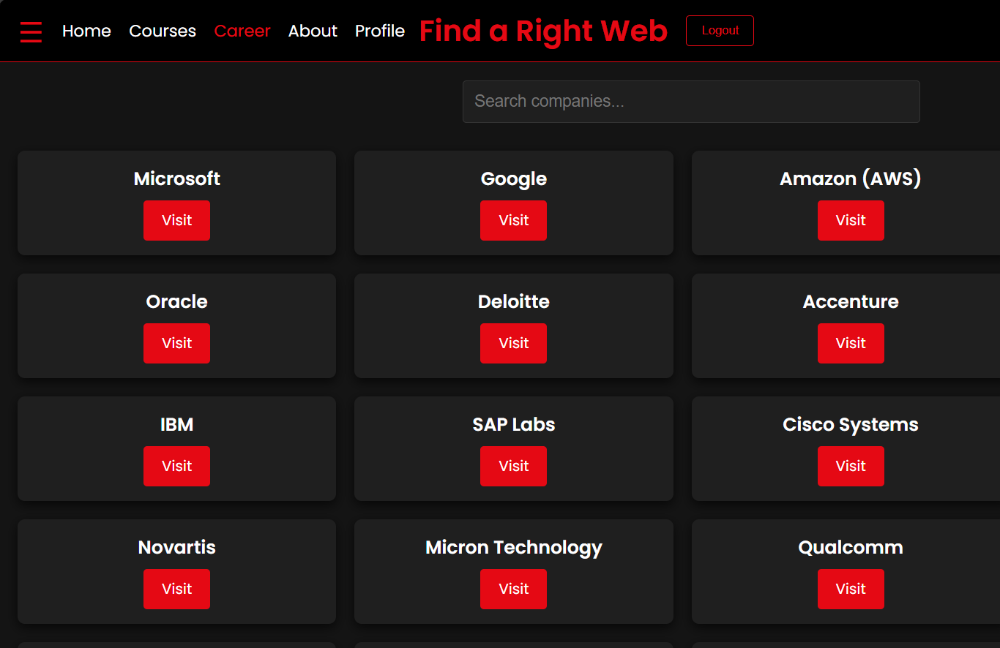 Home Courses Career About Profile Find a Right Web Logout
Search companies...
Microsoft Google Amazon (AWS)
Visit Visit Visit
Oracle Deloitte Accenture
Visit Visit Visit
IBM SAP Labs Cisco Systems
Visit Visit Visit
Novartis Micron Technology Qualcomm
Visit Visit Visit